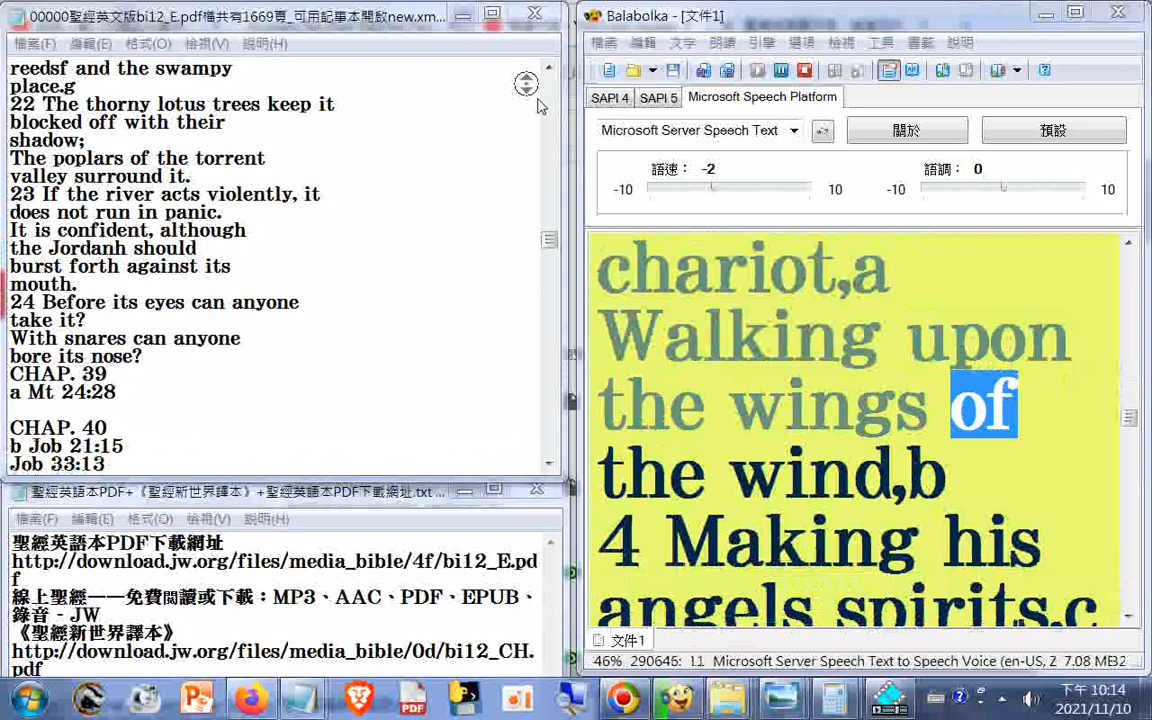 00000聖經英文版bi12_E.pdf檔共有1669頁_可用記事本開啟new.xm...
檔案(F) 編輯(E) 格式(O) 檢視(V) 說明(H)
reedsf and the swampy
place.g
22 The thorny lotus trees keep it
blocked off with their
shadow;
The poplars of the torrent
valley surround it.
23 If the river acts violently, it
does not run in panic.
It is confident, although
the Jordanh should
burst forth against its
mouth.
24 Before its eyes can anyone
take it?
With snares can anyone
bore its nose?
CHAP. 39
a Mt 24:28
CHAP. 40
b Job 21:15
Job 33:13
聖經英語本PDF+《聖經新世界譯本》+聖經英語本PDF下載網址.txt ...
檔案(F) 編輯(E) 格式(O) 檢視(V) 說明(H)
聖經英語本PDF下載網址
http://download.jw.org/files/media_bible/4f/bi12_E.pd
f
線上聖經——免費閱讀或下載：MP3、AAC、PDF、EPUB、
錄音 - JW
《聖經新世界譯本》
http://download.jw.org/files/media_bible/0d/bi12_CH.
pdf
Balabolka - [文件1]
檔案 編輯 文字 朗讀 引擎 選項 檢視 工具 書籤 說明
SAPI 4 SAPI 5 Microsoft Speech Platform
Microsoft Server Speech Text 關於 預設
語速： -2 語調： 0
-10 10 -10 10
chariot,a
Walking upon
the wings of
the wind,b
4 Making his
angels spirits,c
文件1
46% 290645: Microsoft Server Speech Text to Speech Voice (en-US, Z 7.08 MB
下午 10:14
2021/11/10